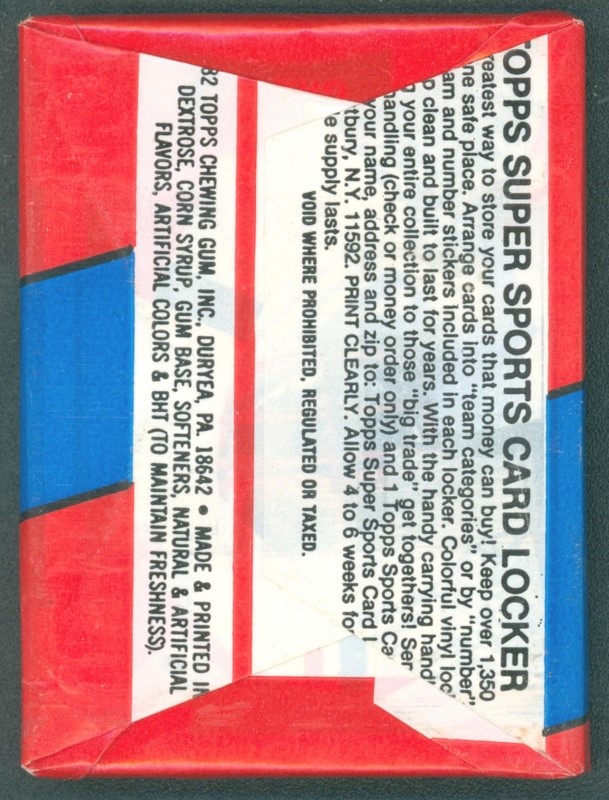 TOPPS SUPER SPORTS CARD LOCKER
reatest way to store your cards that money can buy! Keep over 1,350
ne safe place. Arrange cards into "team categories" or by "number"
am and number stickers included in each locker. Colorful vinyl loc
p clean and built to last for years. With the handy carrying hand
g your entire collection to those "big trade" get togethers! Sen
andling (check or money order only) and 1 Topps Sports Ca
your name, address and zip to: Topps Super Sports Card l
tbury, N.Y. 11592. PRINT CLEARLY. Allow 4 to 6 weeks fo
e supply lasts.
VOID WHERE PROHIBITED, REGULATED OR TAXED.
82 TOPPS CHEWING GUM, INC., DURYEA, PA. 18642 • MADE & PRINTED IN
DEXTROSE, CORN SYRUP, GUM BASE, SOFTENERS, NATURAL & ARTIFICIAL
FLAVORS, ARTIFICIAL COLORS & BHT (TO MAINTAIN FRESHNESS).